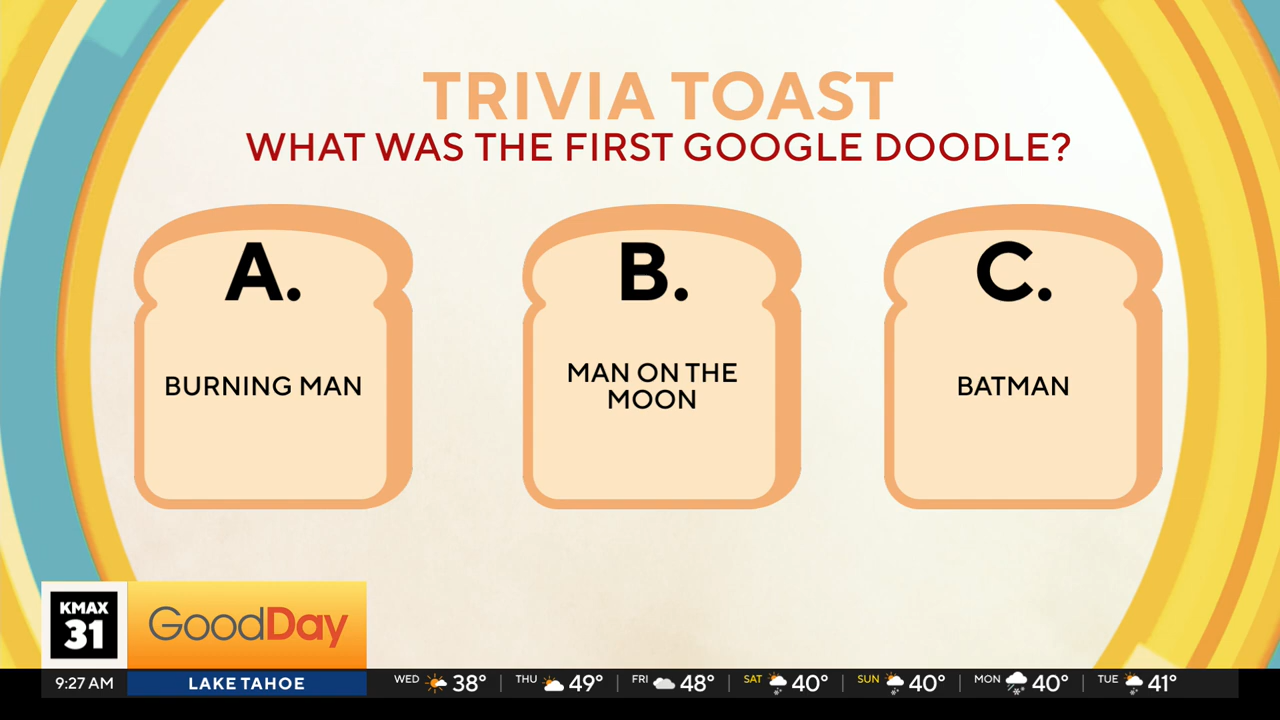 TRIVIA TOAST
WHAT WAS THE FIRST GOOGLE DOODLE?
A.
BURNING MAN
B.
MAN ON THE
MOON
C.
BATMAN
KMAX
31
GoodDay
9:27 AM
LAKE TAHOE
WED 38°
THU 49°
FRI 48°
SAT 40°
SUN 40°
MON 40°
TUE 41°